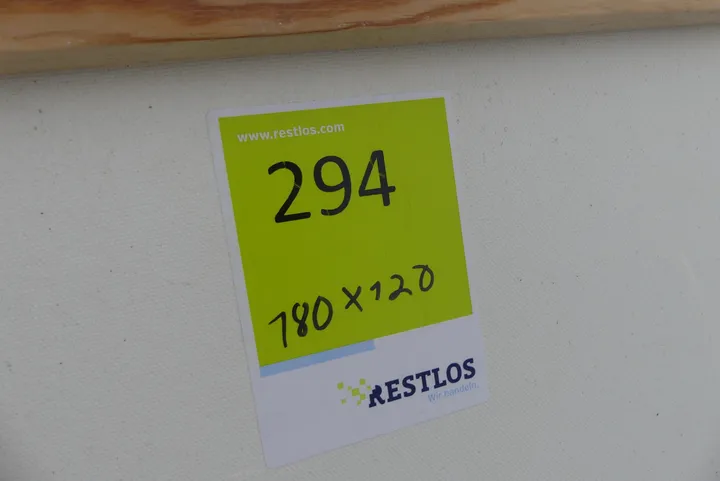 www.restlos.com
294
180 x 120
RESTLOS
Wir handeln.